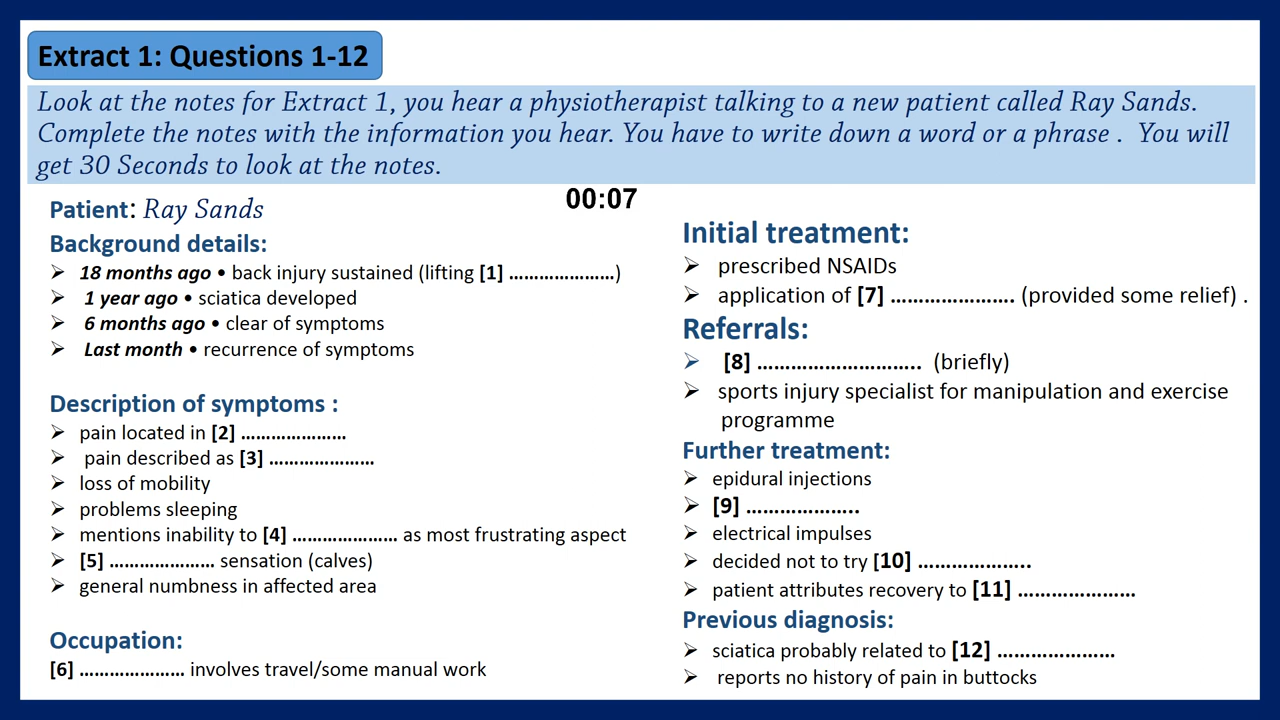 Extract 1: Questions 1-12
Look at the notes for Extract 1, you hear a physiotherapist talking to a new patient called Ray Sands.
Complete the notes with the information you hear. You have to write down a word or a phrase .  You will
get 30 Seconds to look at the notes.
00:07
Patient: Ray Sands
Background details:
➢ 18 months ago • back injury sustained (lifting [1] …………………)
➢ 1 year ago • sciatica developed
➢ 6 months ago • clear of symptoms
➢ Last month • recurrence of symptoms
Description of symptoms :
➢ pain located in [2] …………………
➢ pain described as [3] …………………
➢ loss of mobility
➢ problems sleeping
➢ mentions inability to [4] ………………… as most frustrating aspect
➢ [5] ………………… sensation (calves)
➢ general numbness in affected area
Occupation:
[6] ………………… involves travel/some manual work
Initial treatment:
➢ prescribed NSAIDs
➢ application of [7] …………………. (provided some relief) .
Referrals:
➢ [8] …………………….. (briefly)
➢ sports injury specialist for manipulation and exercise
programme
Further treatment:
➢ epidural injections
➢ [9] ………………..
➢ electrical impulses
➢ decided not to try [10] ………………..
➢ patient attributes recovery to [11] …………………
Previous diagnosis:
➢ sciatica probably related to [12] …………………
➢ reports no history of pain in buttocks